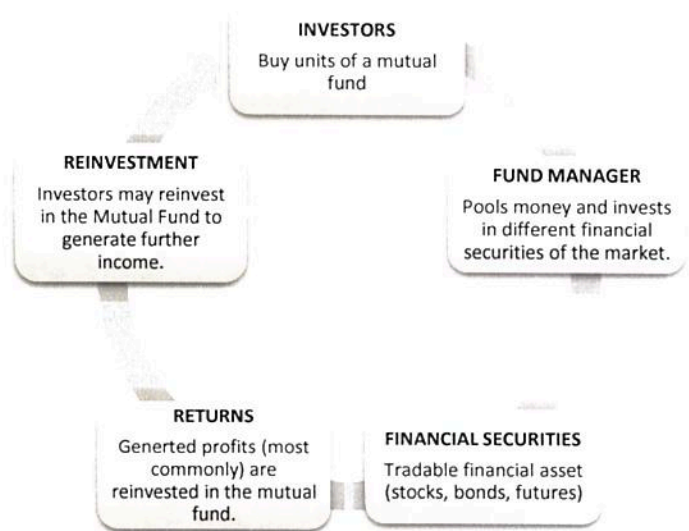 INVESTORS
Buy units of a mutual
fund
FUND MANAGER
Pools money and invests
in different financial
securities of the market.
FINANCIAL SECURITIES
Tradable financial asset
(stocks, bonds, futures)
RETURNS
Generted profits (most
commonly) are
reinvested in the mutual
fund.
REINVESTMENT
Investors may reinvest
in the Mutual Fund to
generate further
income.